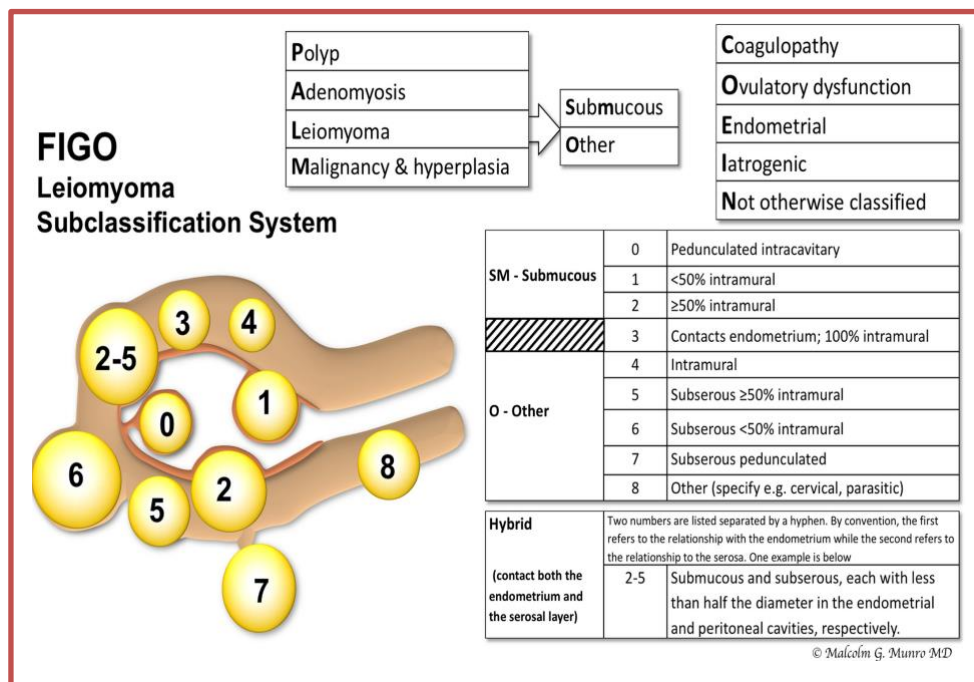 Polyp
Adenomyosis
Leiomyoma
Malignancy & hyperplasia
Submucous
Other
Coagulopathy
Ovulatory dysfunction
Endometrial
Iatrogenic
Not otherwise classified
FIGO
Leiomyoma
Subclassification System
3
4
2-5
1
0
6
5
2
8
7
SM - Submucous
0 Pedunculated intracavitary
1 <50% intramural
2 ≥50% intramural
3 Contacts endometrium; 100% intramural
O - Other
4 Intramural
5 Subserous ≥50% intramural
6 Subserous <50% intramural
7 Subserous pedunculated
8 Other (specify e.g. cervical, parasitic)
Hybrid
(contact both the
endometrium and
the serosal layer)
Two numbers are listed separated by a hyphen. By convention, the first
refers to the relationship with the endometrium while the second refers to
the relationship to the serosa. One example is below
2-5 Submucous and subserous, each with less
than half the diameter in the endometrial
and peritoneal cavities, respectively.
© Malcolm G. Munro MD